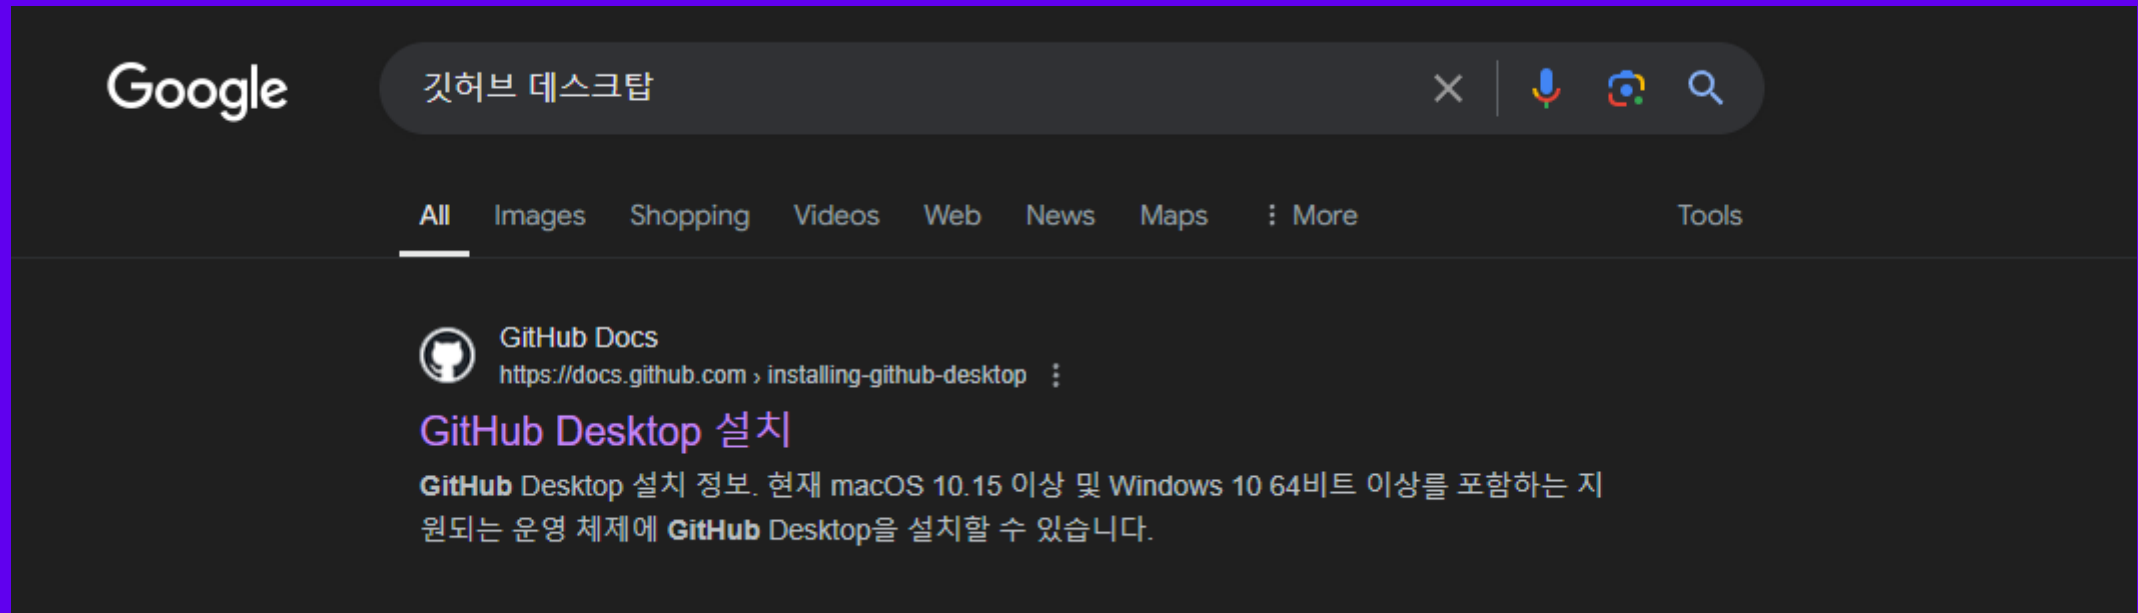 Google
깃허브 데스크탑
All Images Shopping Videos Web News Maps More Tools
GitHub Docs
https://docs.github.com › installing-github-desktop
GitHub Desktop 설치
GitHub Desktop 설치 정보. 현재 macOS 10.15 이상 및 Windows 10 64비트 이상를 포함하는 지
원되는 운영 체제에 GitHub Desktop을 설치할 수 있습니다.